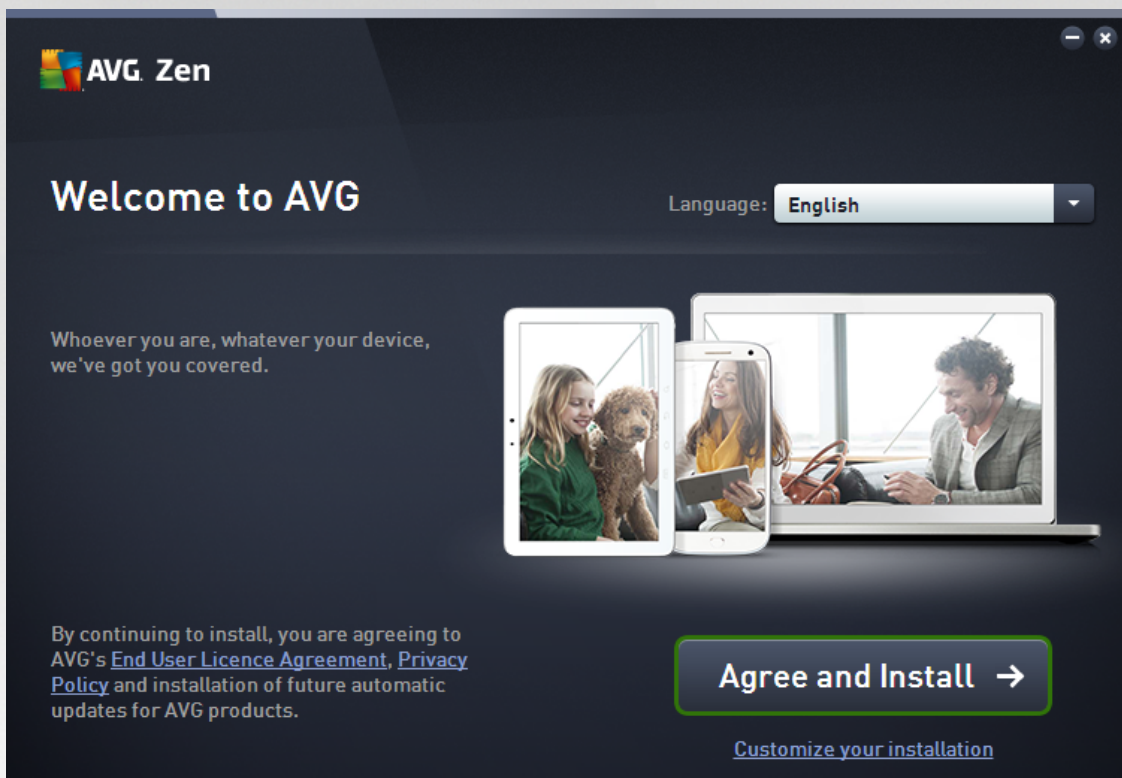 AVG. Zen
Welcome to AVG
Language: English
Whoever you are, whatever your device,
we've got you covered.
By continuing to install, you are agreeing to
AVG's End User Licence Agreement, Privacy
Policy and installation of future automatic
updates for AVG products.
Agree and Install →
Customize your installation